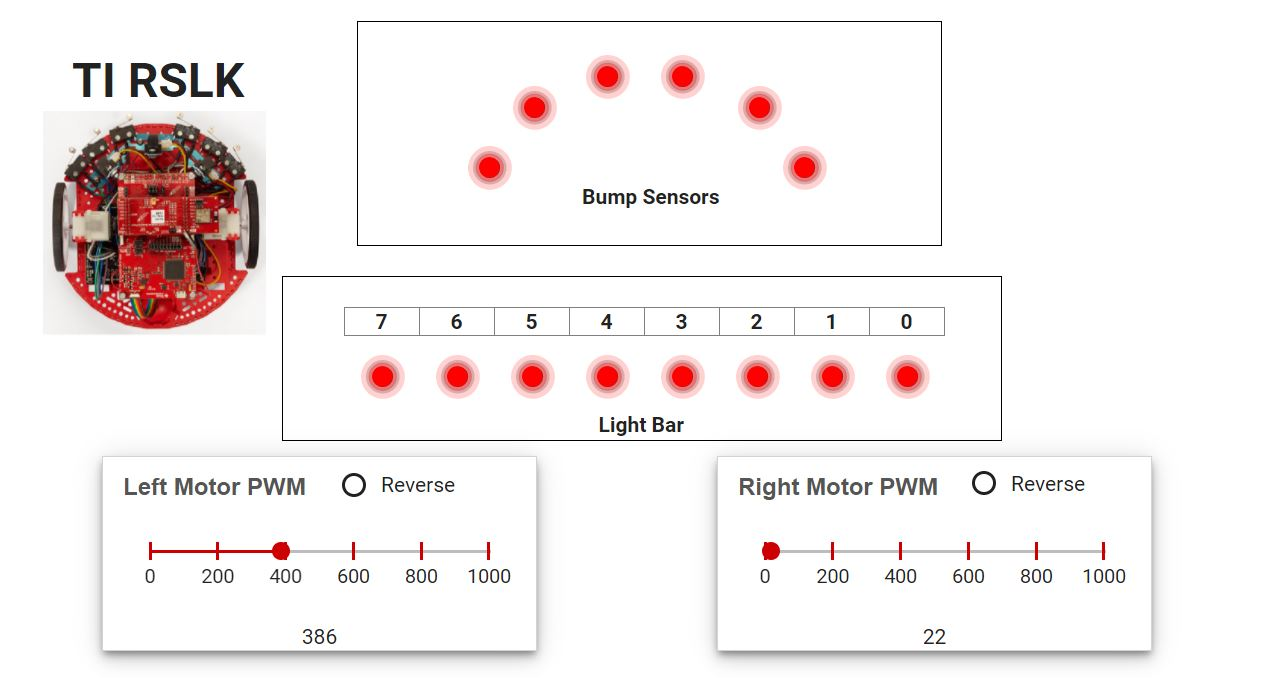 TI RSLK
Bump Sensors
7 6 5 4 3 2 1 0
Light Bar
Left Motor PWM Reverse
0 200 400 600 800 1000
386
Right Motor PWM Reverse
0 200 400 600 800 1000
22